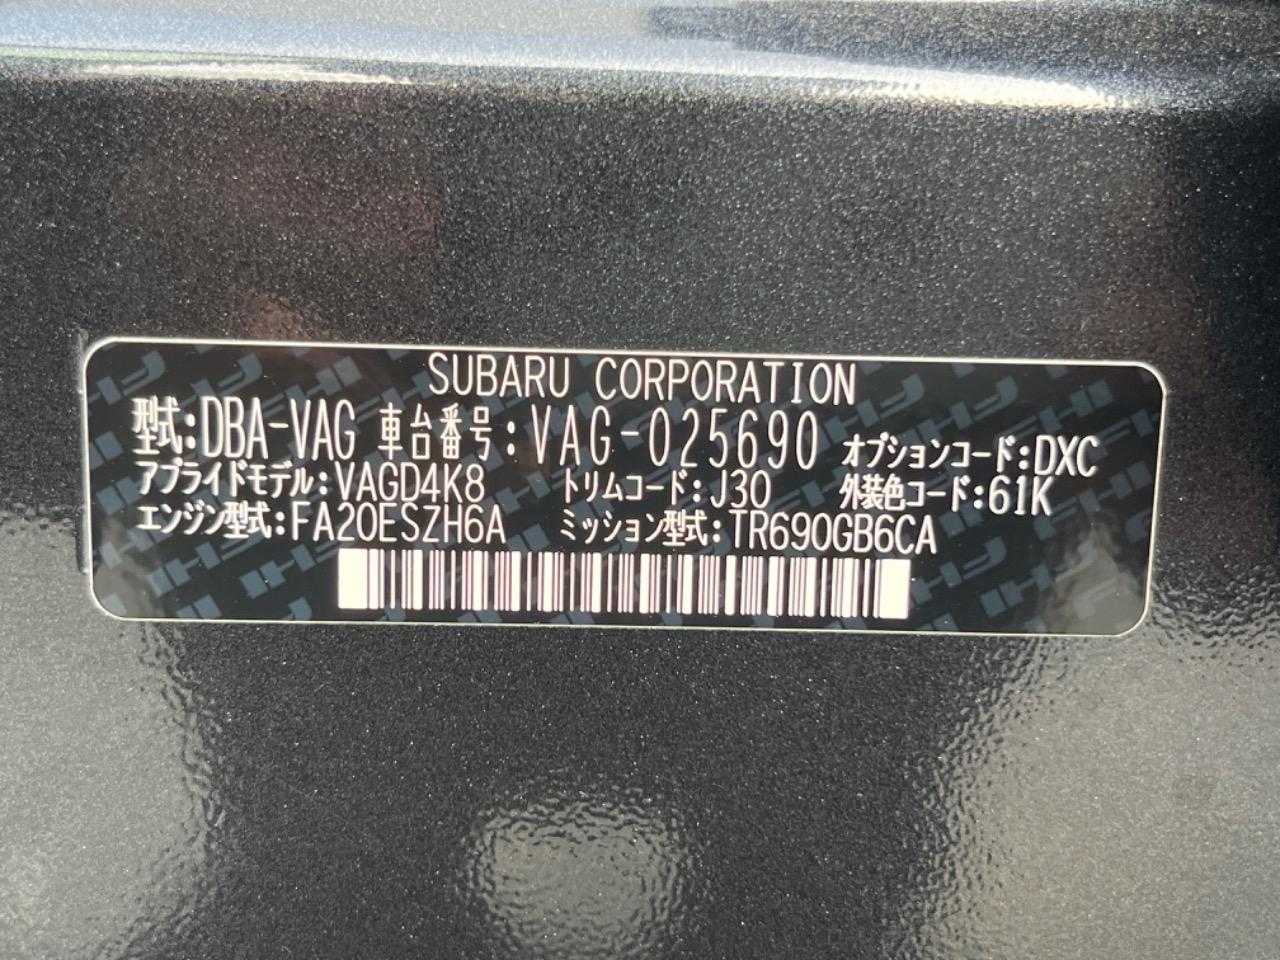 SUBARU CORPORATION
型式:DBA-VAG 車台番号:VAG-025690 オプションコード:DXC
アプライドモデル:VAGD4K8 トリムコード:J30 外装色コード:61K
エンジン型式:FA20ESZH6A ミッション型式:TR690GB6CA